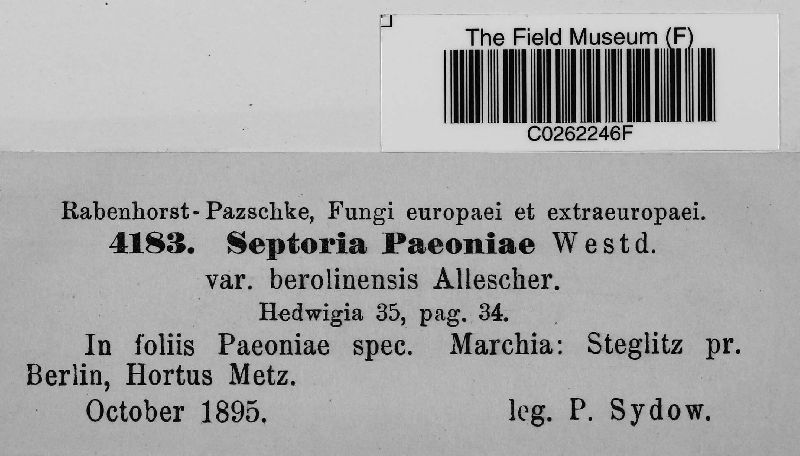 The Field Museum (F)
C0262246F
Rabenhorst-Pazschke, Fungi europaei et extraeuropaei.
4183. Septoria Paeoniae Westd.
var. berolinensis Allescher.
Hedwigia 35, pag. 34.
In foliis Paeoniae spec. Marchia: Steglitz pr.
Berlin, Hortus Metz.
October 1895. leg. P. Sydow.